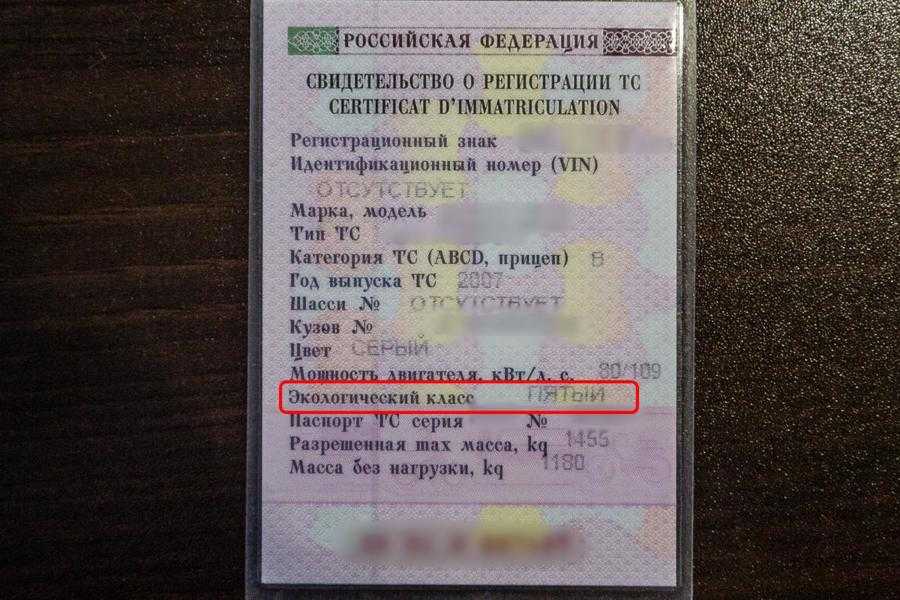 РОССИЙСКАЯ ФЕДЕРАЦИЯ
СВИДЕТЕЛЬСТВО О РЕГИСТРАЦИИ ТС
CERTIFICAT D'IMMATRICULATION
Регистрационный знак
Идентификационный номер (VIN)
ОТСУТСТВУЕТ
Марка, модель
Тип ТС
Категория ТС (ABCD, прицеп) B
Год выпуска ТС 2007
Шасси № ОТСУТСТВУЕТ
Кузов №
Цвет СЕРЫЙ
Мощность двигателя, кВт/л. с. 80/109
Экологический класс ПЯТЫЙ
Паспорт ТС серия №
Разрешенная max масса, kg 1455
Масса без нагрузки, kg 1180